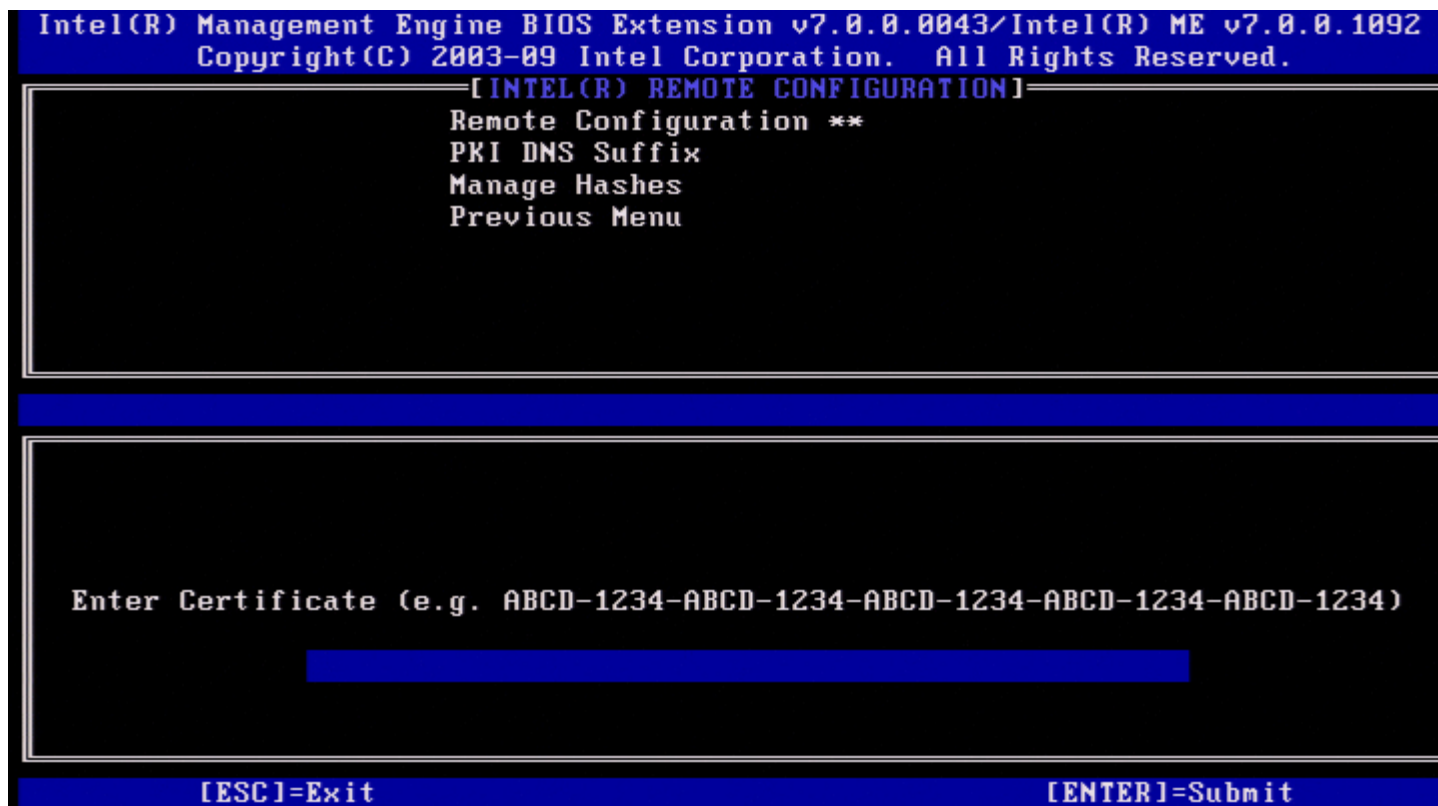 Intel(R) Management Engine BIOS Extension v7.0.0.0043/Intel(R) ME v7.0.0.1092
Copyright(C) 2003-09 Intel Corporation. All Rights Reserved.
[INTEL(R) REMOTE CONFIGURATION]
Remote Configuration **
PKI DNS Suffix
Manage Hashes
Previous Menu
Enter Certificate (e.g. ABCD-1234-ABCD-1234-ABCD-1234-ABCD-1234-ABCD-1234)
[ESC]=Exit [ENTER]=Submit